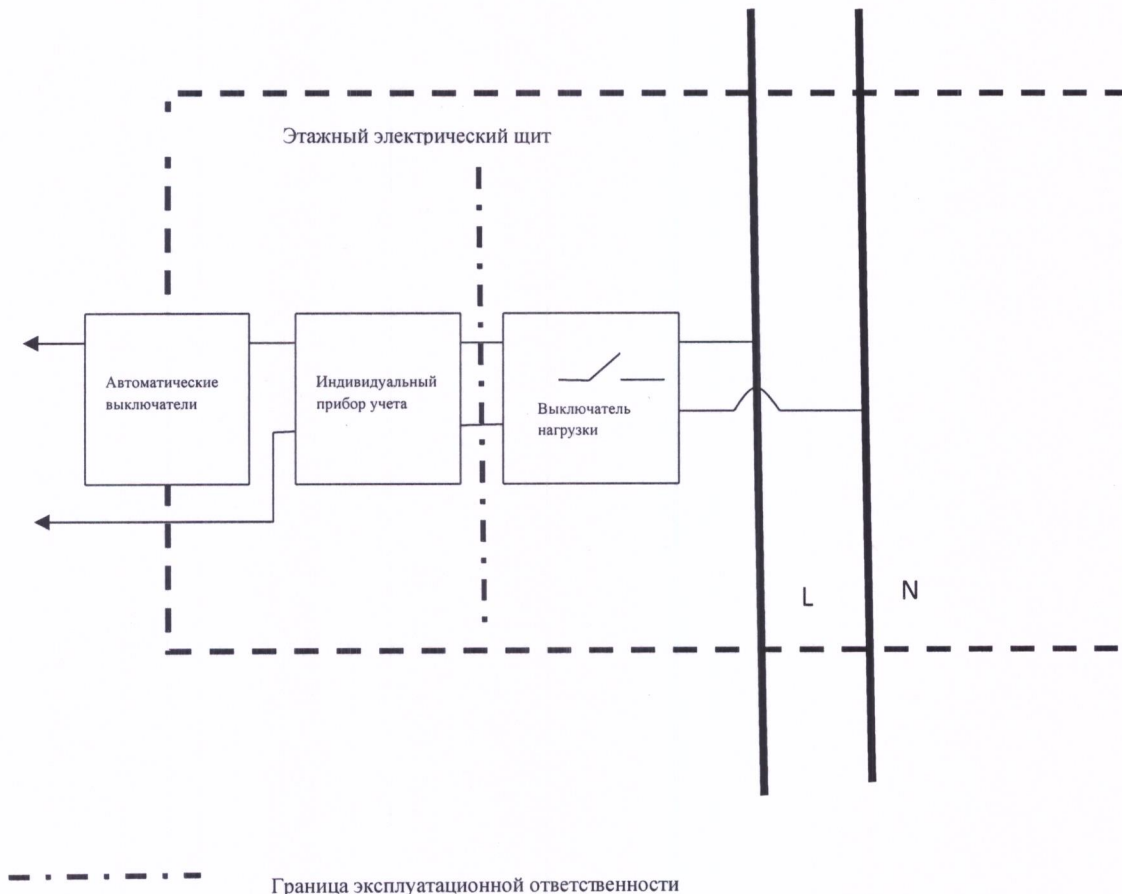 Этажный электрический щит
Автоматические
выключатели
Индивидуальный
прибор учета
Выключатель
нагрузки
L
N
Граница эксплуатационной ответственности